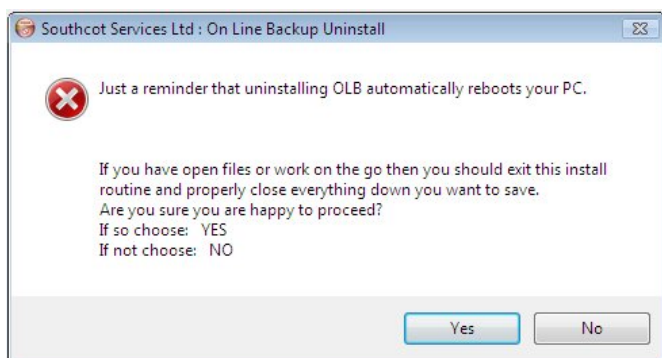 Southcot Services Ltd : On Line Backup Uninstall
Just a reminder that uninstalling OLB automatically reboots your PC.
If you have open files or work on the go then you should exit this install
routine and properly close everything down you want to save.
Are you sure you are happy to proceed?
If so choose:  YES
If not choose:  NO
Yes
No